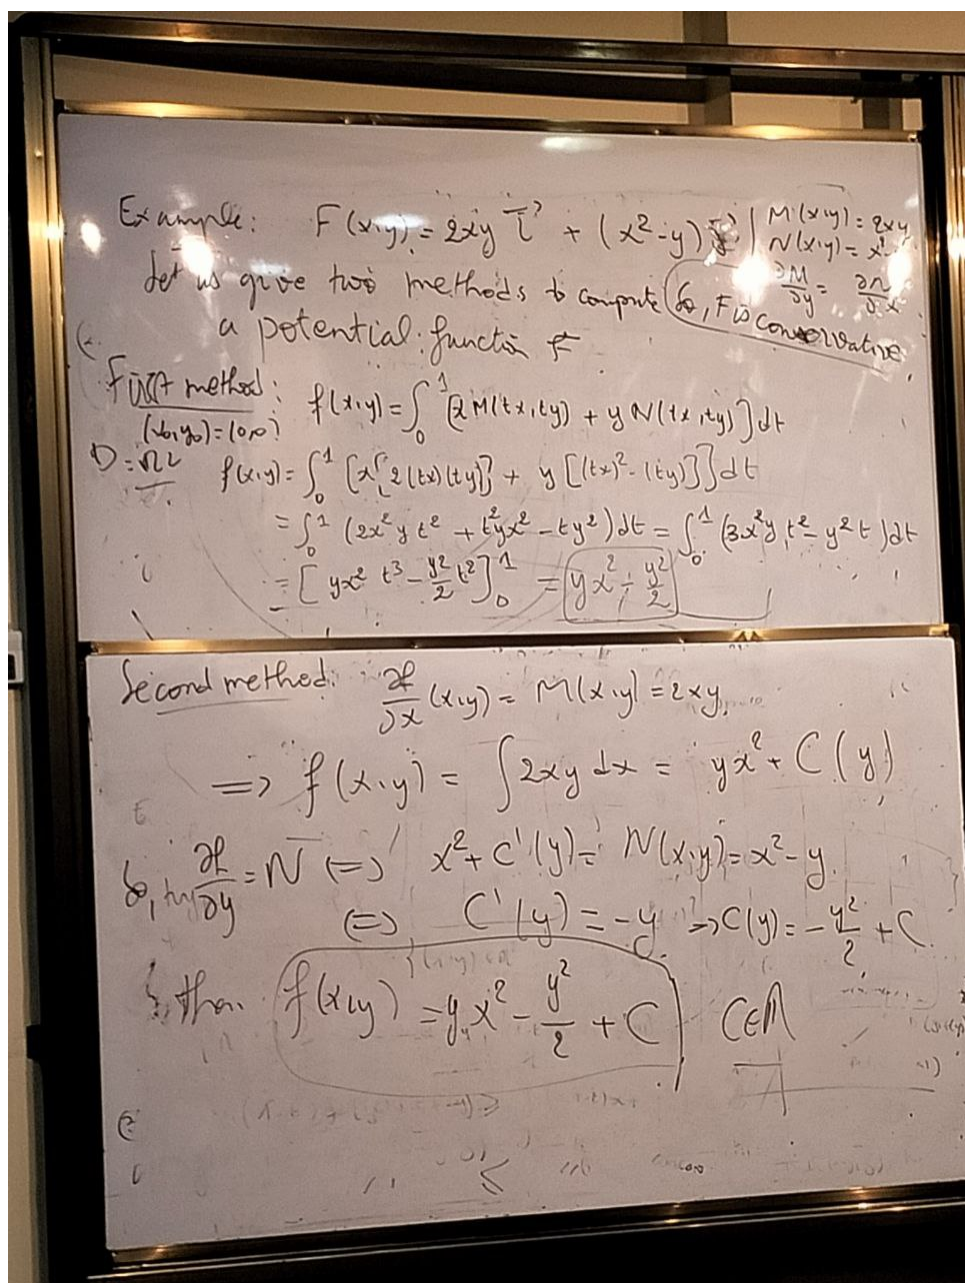 Example: F(x,y) = 2xy i→ + (x²-y) j→ | M(x,y) = 2xy
N(x,y) = x²-
Let us give two methods to compute
a potential function f
∂M/∂y = ∂N/∂x
So, F is conservative
First method: f(x,y) = ∫₀¹ [x M(tx,ty) + y N(tx,ty)] dt
(x₀,y₀) = (0,0)
D = ℝ² f(x,y) = ∫₀¹ [x[2(tx)(ty)] + y[(tx)² - (ty)]] dt
= ∫₀¹ (2x²y t² + t²yx² - ty²) dt = ∫₀¹ (3x²y t² - y²t) dt
= [yx² t³ - y²/2 t²]₀¹ = yx² - y²/2
Second method: ∂f/∂x (x,y) = M(x,y) = 2xy
=> f(x,y) = ∫ 2xy dx = yx² + C(y)
So, ∂f/∂y = N <=> x² + C'(y) = N(x,y) = x² - y.
<=> C'(y) = -y => C(y) = -y²/2 + C
then f(x,y) = yx² - y²/2 + C C∈ℝ